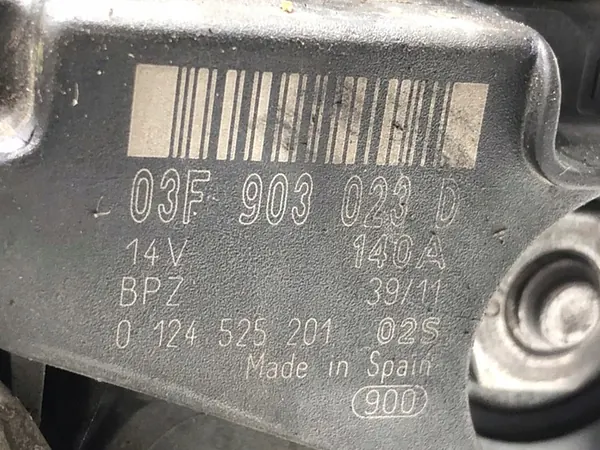 03F 903 023 D
14V 140A
BPZ 39/11
0 124 525 201 02S
Made in Spain
900